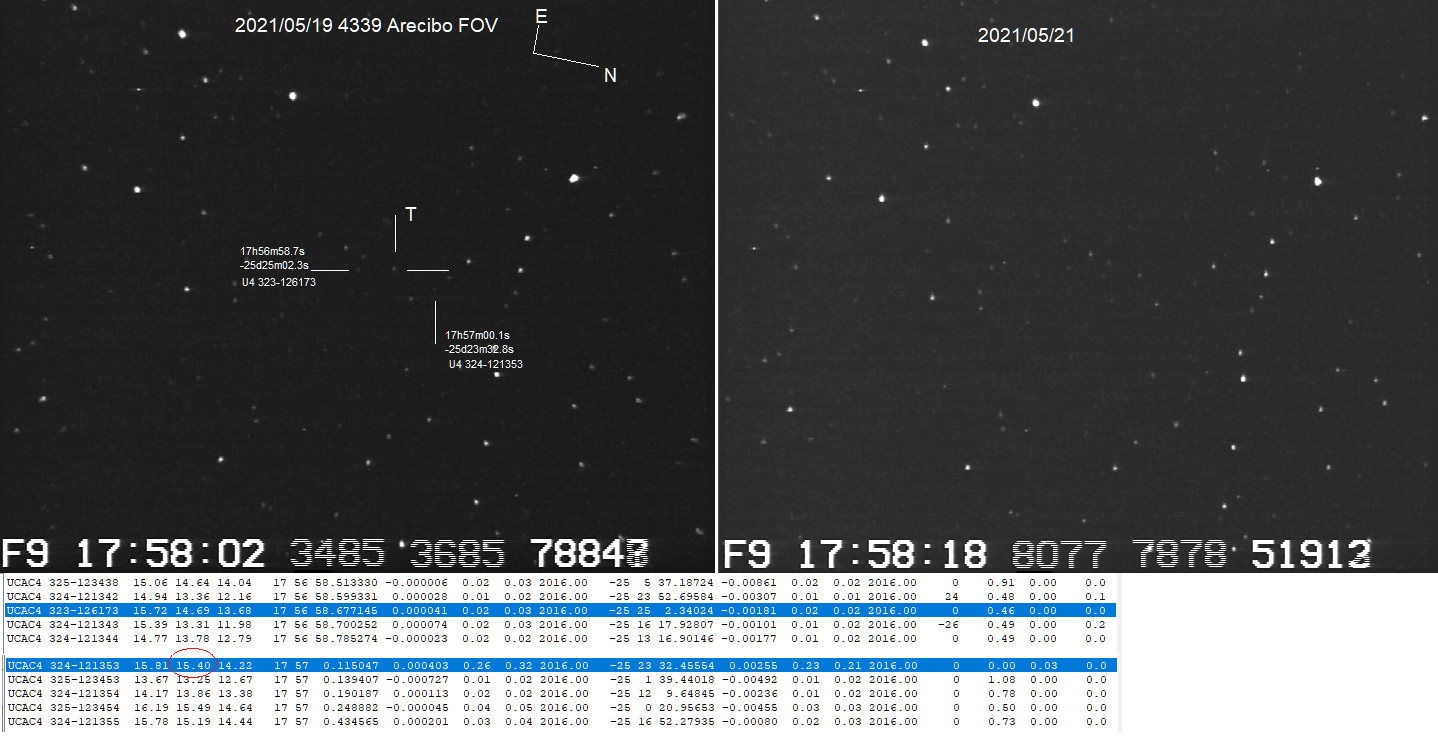 2021/05/19 4339 Arecibo FOV
E
N
T
17h56m58.7s
-25d25m02.3s
U4 323-126173
17h57m00.1s
-25d23m32.8s
U4 324-121353
F9 17:58:02 3485 3685
2021/05/21
F9 17:58:18 8077 7878 51912
UCAC4 325-123438 15.06 14.64 14.04 17 56 58.513330 -0.000006 0.02 0.03 2016.00 -25 5 37.18724 -0.00861 0.02 0.02 2016.00 0 0.91 0.00 0.0
UCAC4 324-121342 14.94 13.36 12.16 17 56 58.599331 0.000028 0.01 0.02 2016.00 -25 23 52.69584 -0.00307 0.01 0.01 2016.00 24 0.48 0.00 0.1
UCAC4 323-126173 15.72 14.69 13.68 17 56 58.677145 0.000041 0.02 0.03 2016.00 -25 25 2.34024 -0.00181 0.02 0.02 2016.00 0 0.46 0.00 0.0
UCAC4 324-121343 15.39 13.31 11.98 17 56 58.700252 0.000074 0.02 0.03 2016.00 -25 16 17.92807 -0.00101 0.01 0.02 2016.00 -26 0.49 0.00 0.2
UCAC4 324-121344 14.77 13.78 12.79 17 56 58.785274 -0.000023 0.02 0.02 2016.00 -25 13 16.90146 -0.00177 0.01 0.02 2016.00 0 0.49 0.00 0.0
UCAC4 324-121353 15.81 15.40 14.22 17 57 0.115047 0.000403 0.26 0.32 2016.00 -25 23 32.45554 0.00255 0.23 0.21 2016.00 0 0.00 0.03 0.0
UCAC4 325-123453 13.67 13.25 12.67 17 57 0.139407 -0.000727 0.01 0.02 2016.00 -25 1 39.44018 -0.00492 0.01 0.02 2016.00 0 1.08 0.00 0.0
UCAC4 324-121354 14.17 13.86 13.38 17 57 0.190187 0.000113 0.02 0.02 2016.00 -25 12 9.64845 -0.00236 0.01 0.02 2016.00 0 0.78 0.00 0.0
UCAC4 325-123454 16.19 15.49 14.64 17 57 0.248882 -0.000045 0.04 0.05 2016.00 -25 0 20.95653 -0.00455 0.03 0.03 2016.00 0 0.50 0.00 0.0
UCAC4 324-121355 15.78 15.19 14.44 17 57 0.434565 0.000201 0.03 0.04 2016.00 -25 16 52.27935 -0.00080 0.02 0.03 2016.00 0 0.73 0.00 0.0